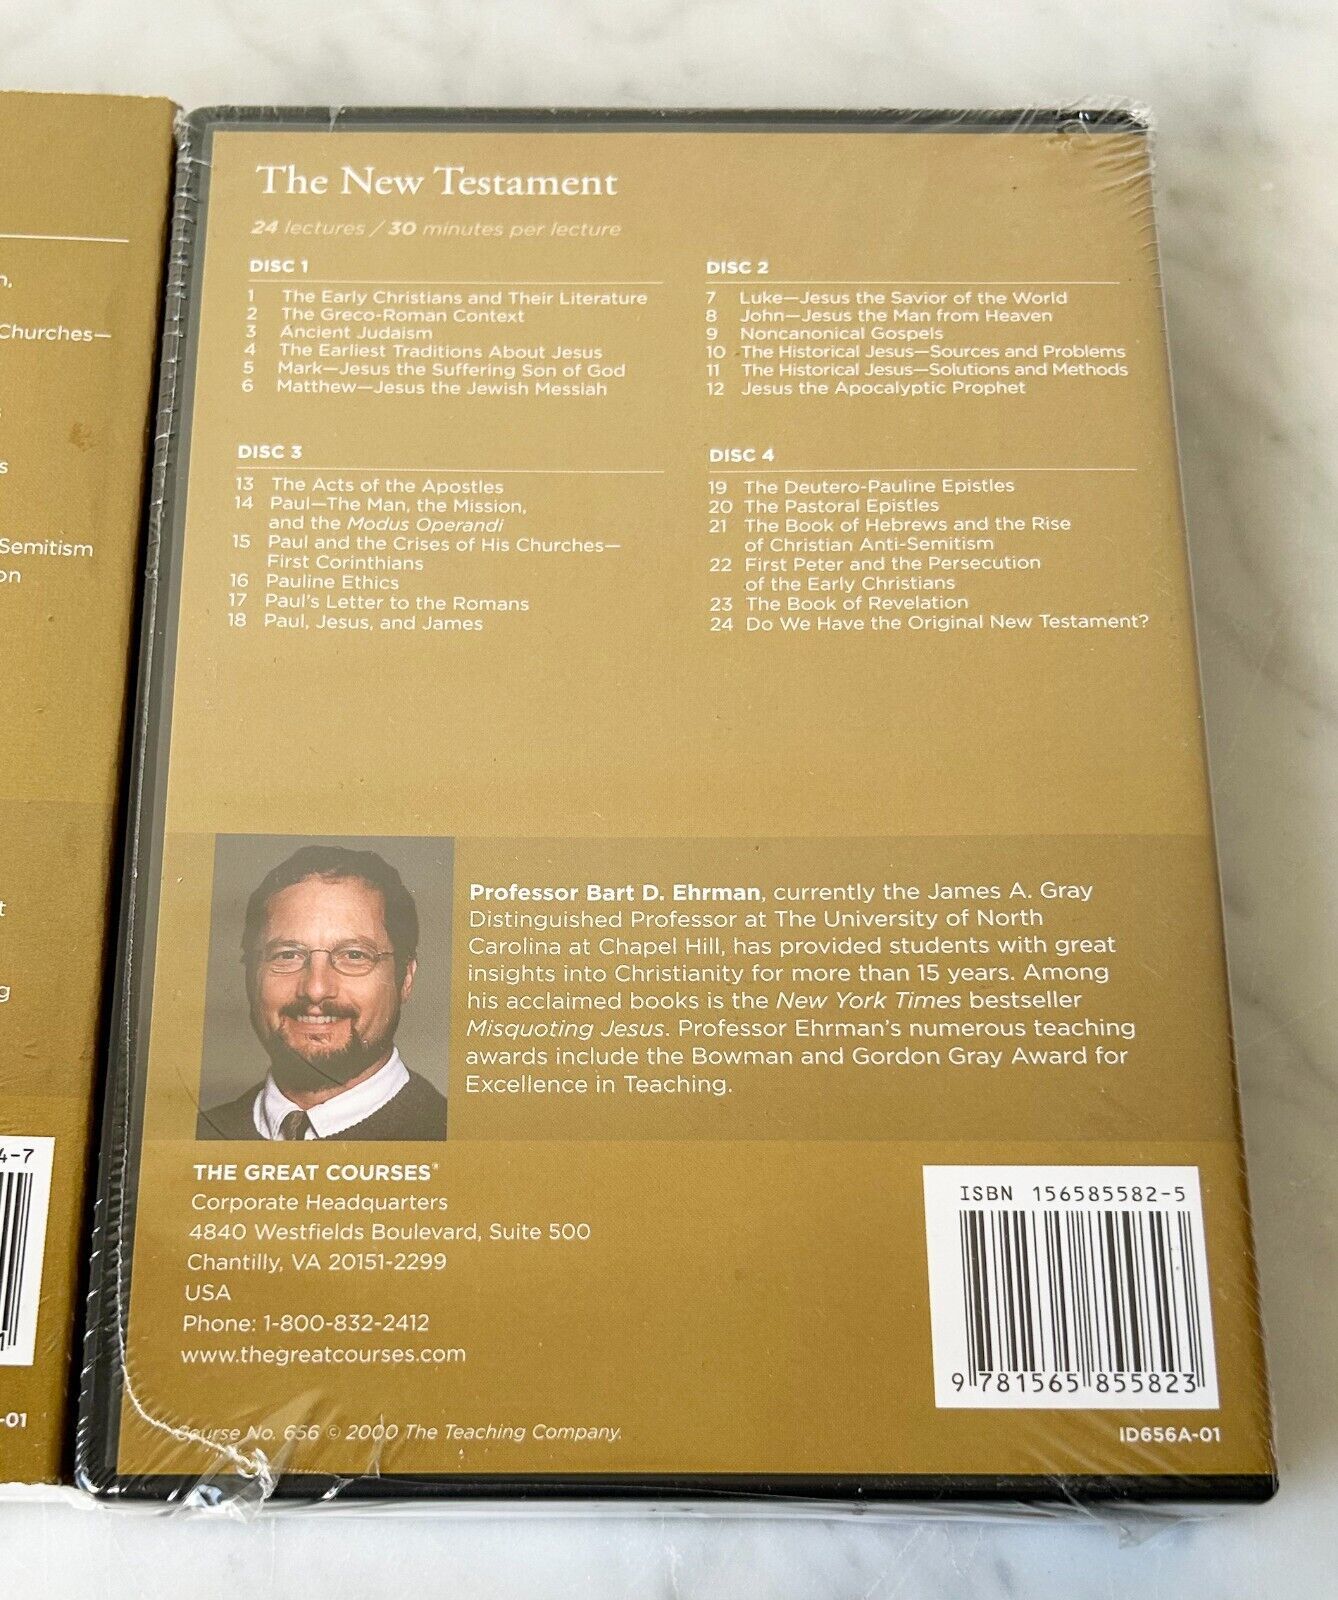 Churches—
Semitism
4-7
-01
The New Testament
24 lectures / 30 minutes per lecture
DISC 1
1 The Early Christians and Their Literature
2 The Greco-Roman Context
3 Ancient Judaism
4 The Earliest Traditions About Jesus
5 Mark—Jesus the Suffering Son of God
6 Matthew—Jesus the Jewish Messiah
DISC 2
7 Luke—Jesus the Savior of the World
8 John—Jesus the Man from Heaven
9 Noncanonical Gospels
10 The Historical Jesus—Sources and Problems
11 The Historical Jesus—Solutions and Methods
12 Jesus the Apocalyptic Prophet
DISC 3
13 The Acts of the Apostles
14 Paul—The Man, the Mission,
and the Modus Operandi
15 Paul and the Crises of His Churches—
First Corinthians
16 Pauline Ethics
17 Paul's Letter to the Romans
18 Paul, Jesus, and James
DISC 4
19 The Deutero-Pauline Epistles
20 The Pastoral Epistles
21 The Book of Hebrews and the Rise
of Christian Anti-Semitism
22 First Peter and the Persecution
of the Early Christians
23 The Book of Revelation
24 Do We Have the Original New Testament?
Professor Bart D. Ehrman, currently the James A. Gray
Distinguished Professor at The University of North
Carolina at Chapel Hill, has provided students with great
insights into Christianity for more than 15 years. Among
his acclaimed books is the New York Times bestseller
Misquoting Jesus. Professor Ehrman's numerous teaching
awards include the Bowman and Gordon Gray Award for
Excellence in Teaching.
THE GREAT COURSES®
Corporate Headquarters
4840 Westfields Boulevard, Suite 500
Chantilly, VA 20151-2299
USA
Phone: 1-800-832-2412
www.thegreatcourses.com
Course No. 656 © 2000 The Teaching Company.
ISBN 156585582-5
9 781565 855823
ID656A-01